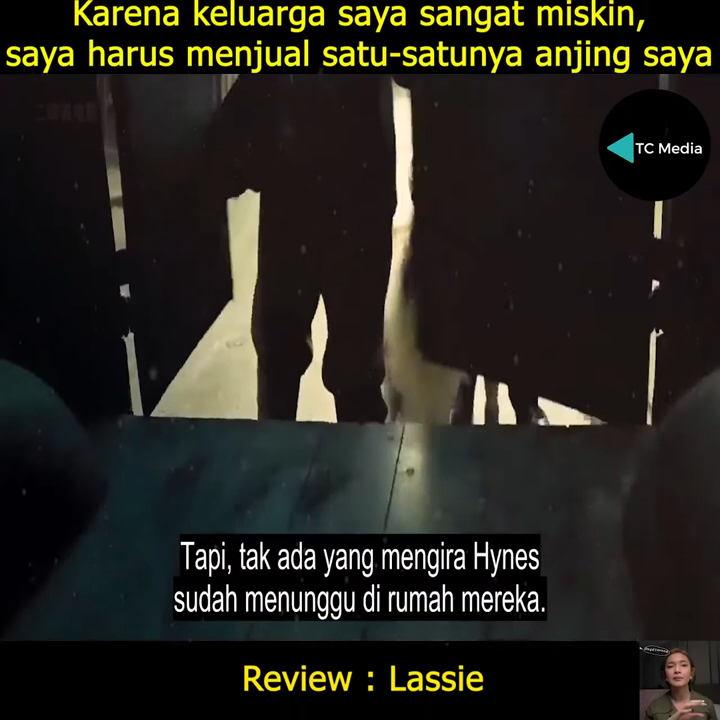 Karena keluarga saya sangat miskin,
saya harus menjual satu-satunya anjing saya
TC Media
Tapi, tak ada yang mengira Hynes
sudah menunggu di rumah mereka.
Review : Lassie